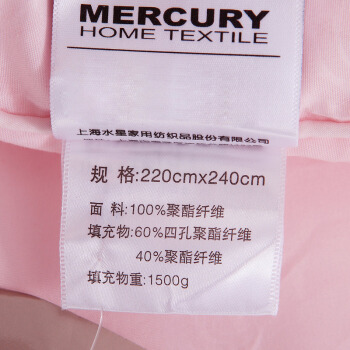 MERCURY
HOME TEXTILE
上海水星家用纺织品股份有限公司
规 格:220cmx240cm
面 料:100%聚酯纤维
填充物:60%四孔聚酯纤维
40%聚酯纤维
填充物重:1500g